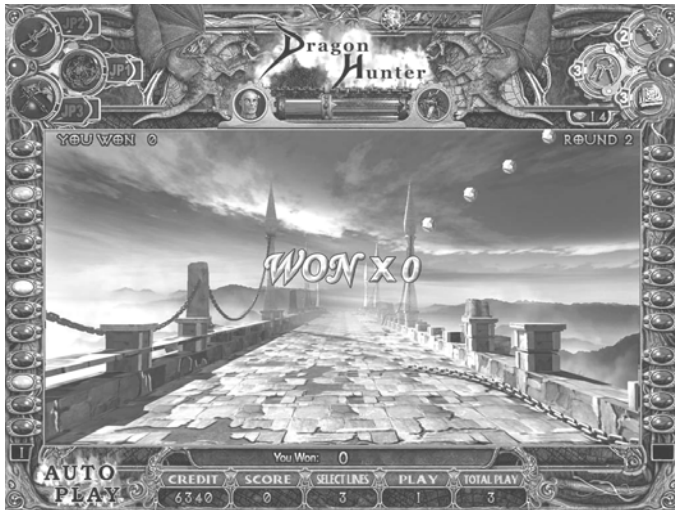 JP2
JP1
JP3
Dragon
Hunter
2
3
3
14
YOU WON 0
ROUND 2
WON X 0
You Won: 0
AUTO
PLAY
CREDIT
SCORE
SELECT LINES
PLAY
TOTAL PLAY
6340
0
3
1
3